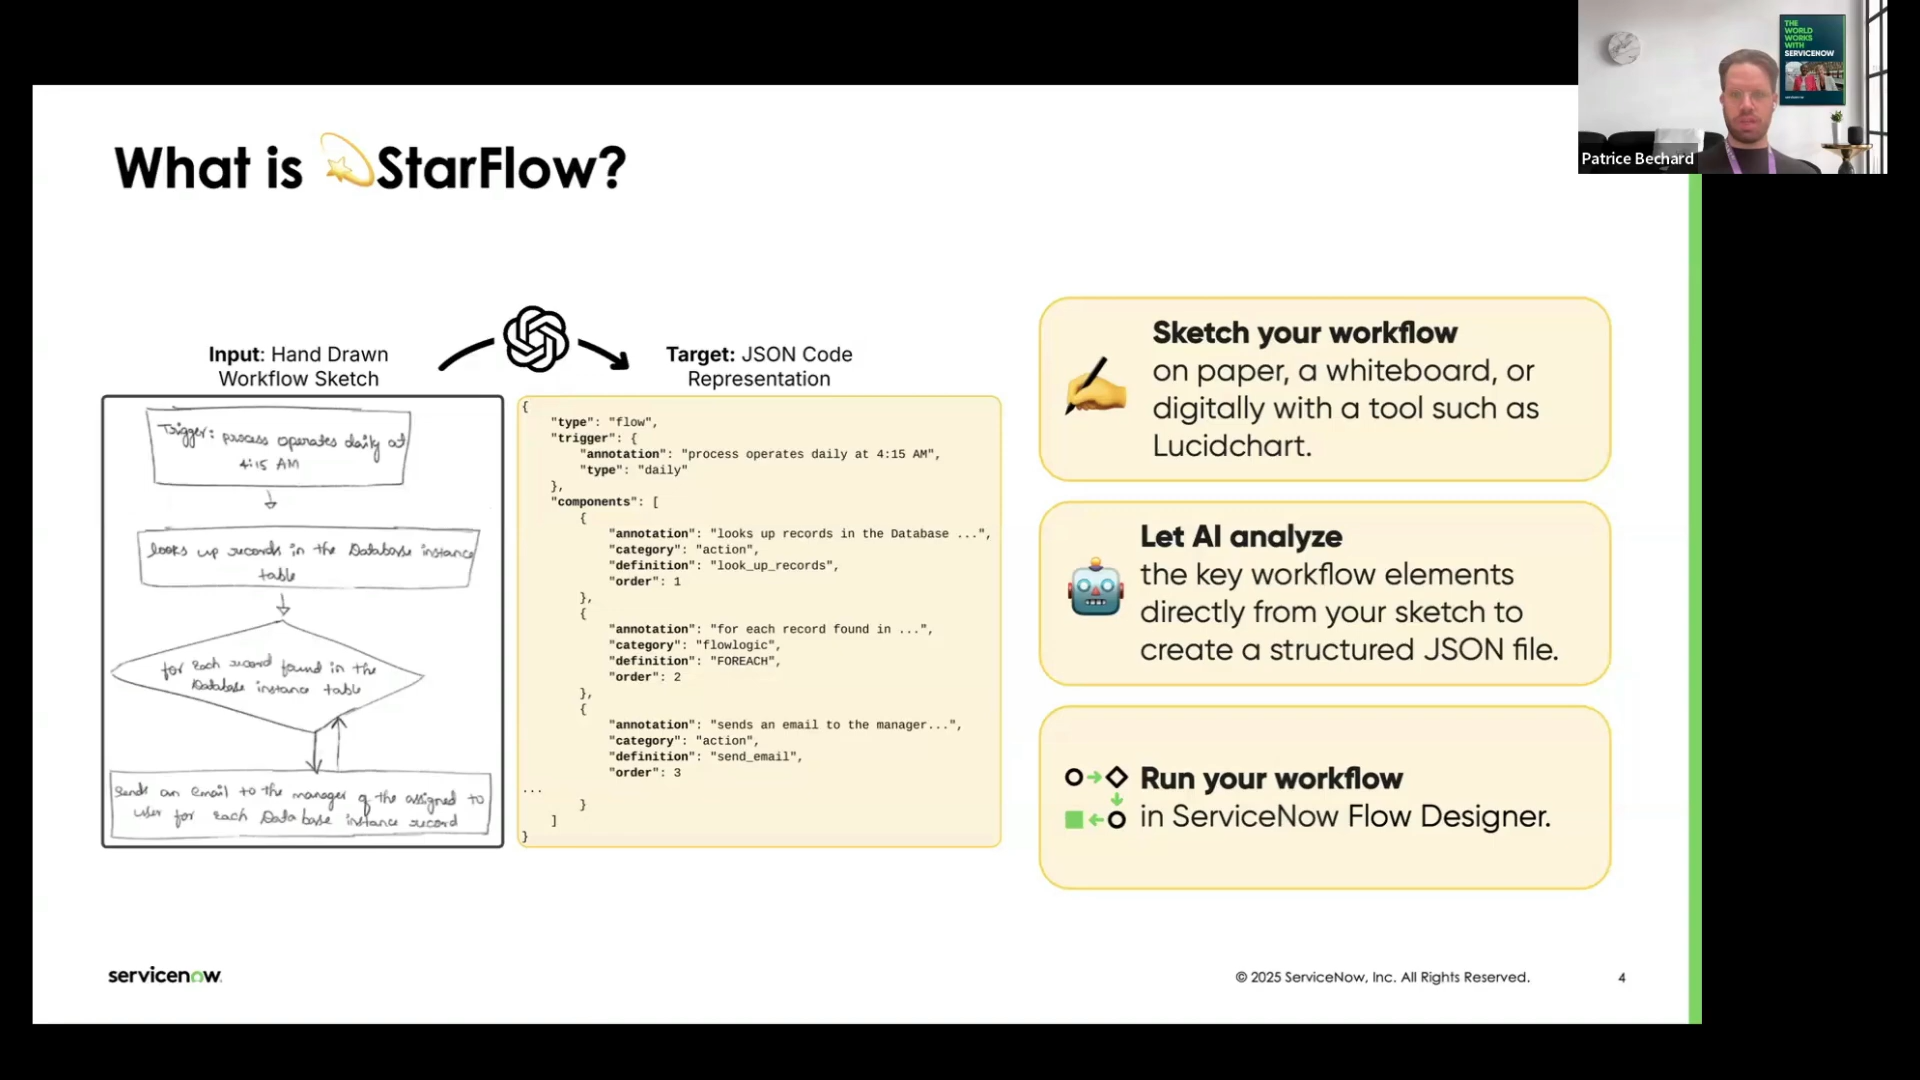 THE
WORLD
WORKS
WITH
SERVICENOW
Patrice Bechard
What is StarFlow?
Input: Hand Drawn
Workflow Sketch
Target: JSON Code
Representation
Trigger: process operates daily at
4:15 AM
looks up records in the Database instance
table
for each record found in the
Database instance table
Sends an email to the manager of the assigned to
user for each Database instance record
{
"type": "flow",
"trigger": {
"annotation": "process operates daily at 4:15 AM",
"type": "daily"
},
"components": [
{
"annotation": "looks up records in the Database ...",
"category": "action",
"definition": "look_up_records",
"order": 1
},
{
"annotation": "for each record found in ...",
"category": "flowlogic",
"definition": "FOREACH",
"order": 2
},
{
"annotation": "sends an email to the manager...",
"category": "action",
"definition": "send_email",
"order": 3
...
}
]
}
Sketch your workflow
on paper, a whiteboard, or
digitally with a tool such as
Lucidchart.
Let AI analyze
the key workflow elements
directly from your sketch to
create a structured JSON file.
Run your workflow
in ServiceNow Flow Designer.
servicenow
© 2025 ServiceNow, Inc. All Rights Reserved.
4